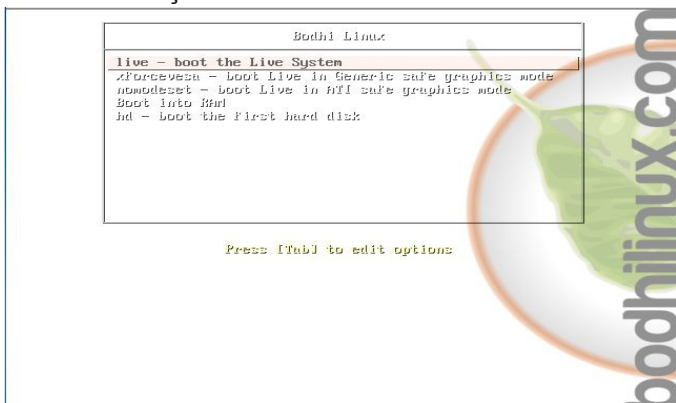 Bodhi Linux
live - boot the Live System
xforcevesa - boot Live in Generic safe graphics mode
nomodeset - boot Live in ATI safe graphics mode
Boot into RAM
hd - boot the first hard disk
Press [Tab] to edit options
bodhilinux.com